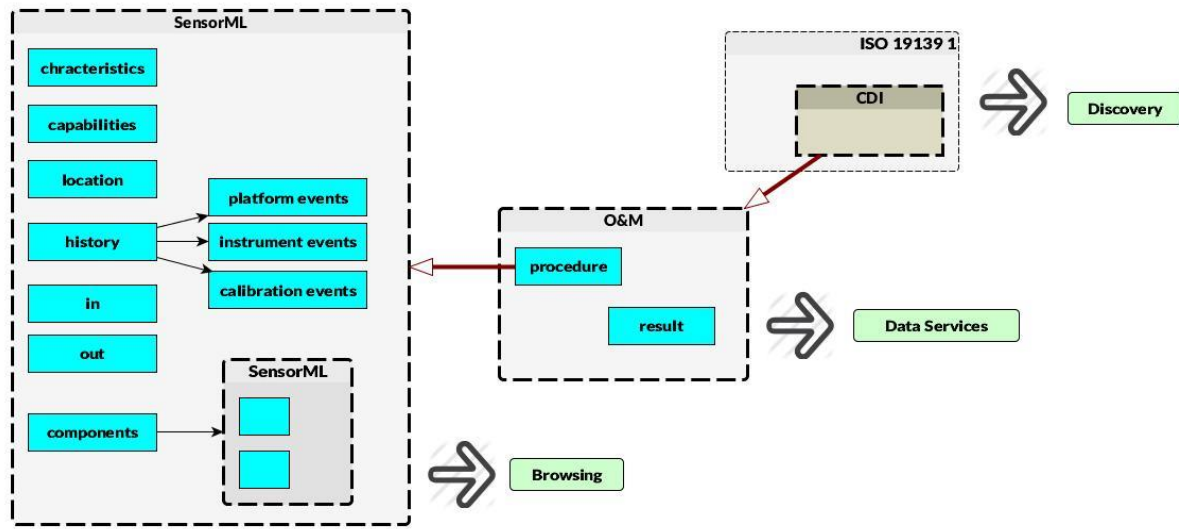 SensorML
chracteristics
capabilities
location
history
platform events
instrument events
calibration events
in
out
components
SensorML
Browsing
O&M
procedure
result
Data Services
ISO 19139 1
CDI
Discovery